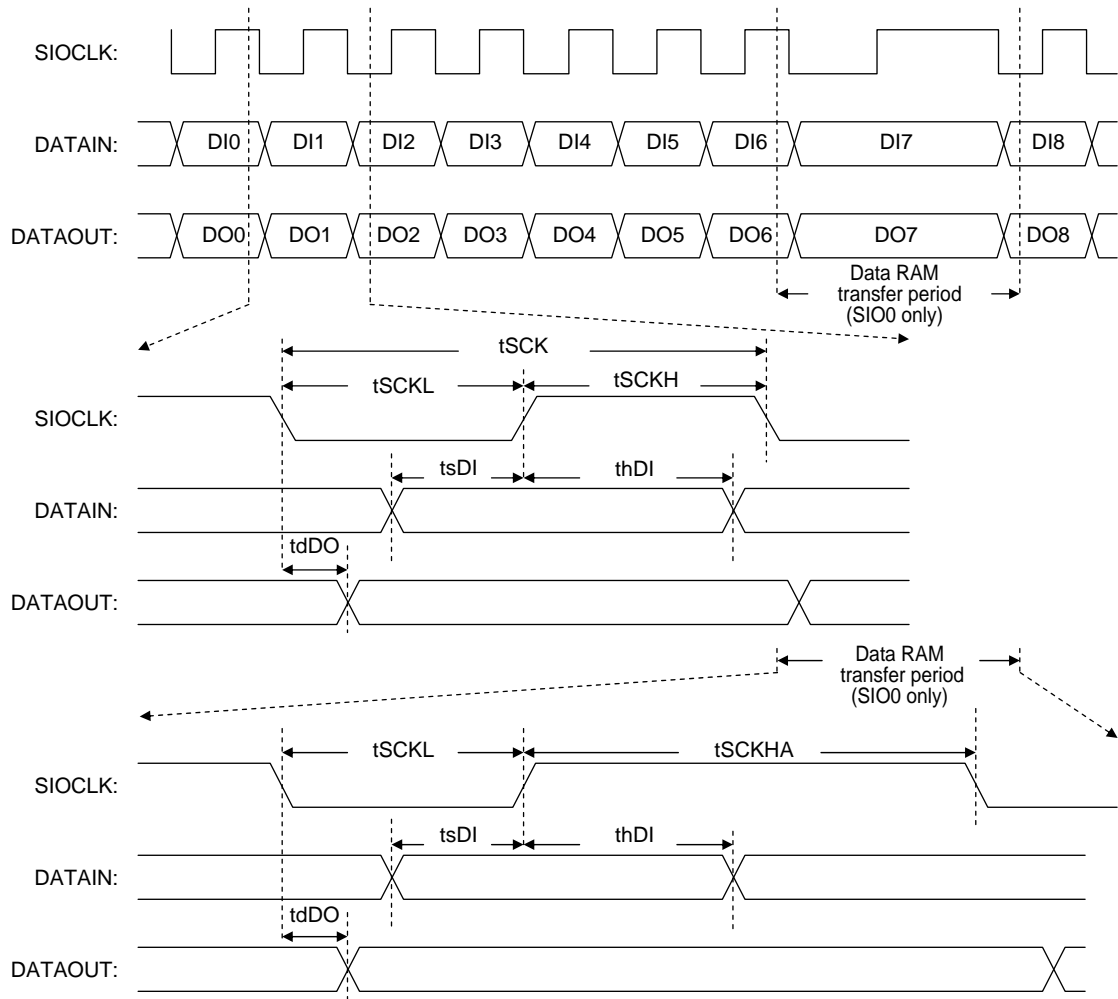 SIOCLK:
DATAIN: DI0 DI1 DI2 DI3 DI4 DI5 DI6 DI7 DI8
DATAOUT: DO0 DO1 DO2 DO3 DO4 DO5 DO6 DO7 DO8
Data RAM
transfer period
(SIO0 only)
tSCK
tSCKL tSCKH
SIOCLK:
tsDI thDI
DATAIN:
tdDO
DATAOUT:
Data RAM
transfer period
(SIO0 only)
tSCKL tSCKHA
SIOCLK:
tsDI thDI
DATAIN:
tdDO
DATAOUT: